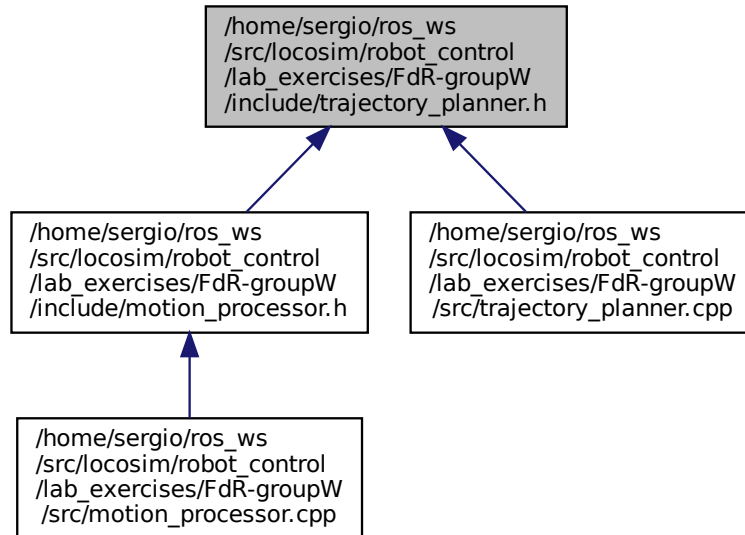 /home/sergio/ros_ws
/src/locosim/robot_control
/lab_exercises/FdR-groupW
/include/trajectory_planner.h
/home/sergio/ros_ws
/src/locosim/robot_control
/lab_exercises/FdR-groupW
/include/motion_processor.h
/home/sergio/ros_ws
/src/locosim/robot_control
/lab_exercises/FdR-groupW
/src/trajectory_planner.cpp
/home/sergio/ros_ws
/src/locosim/robot_control
/lab_exercises/FdR-groupW
/src/motion_processor.cpp